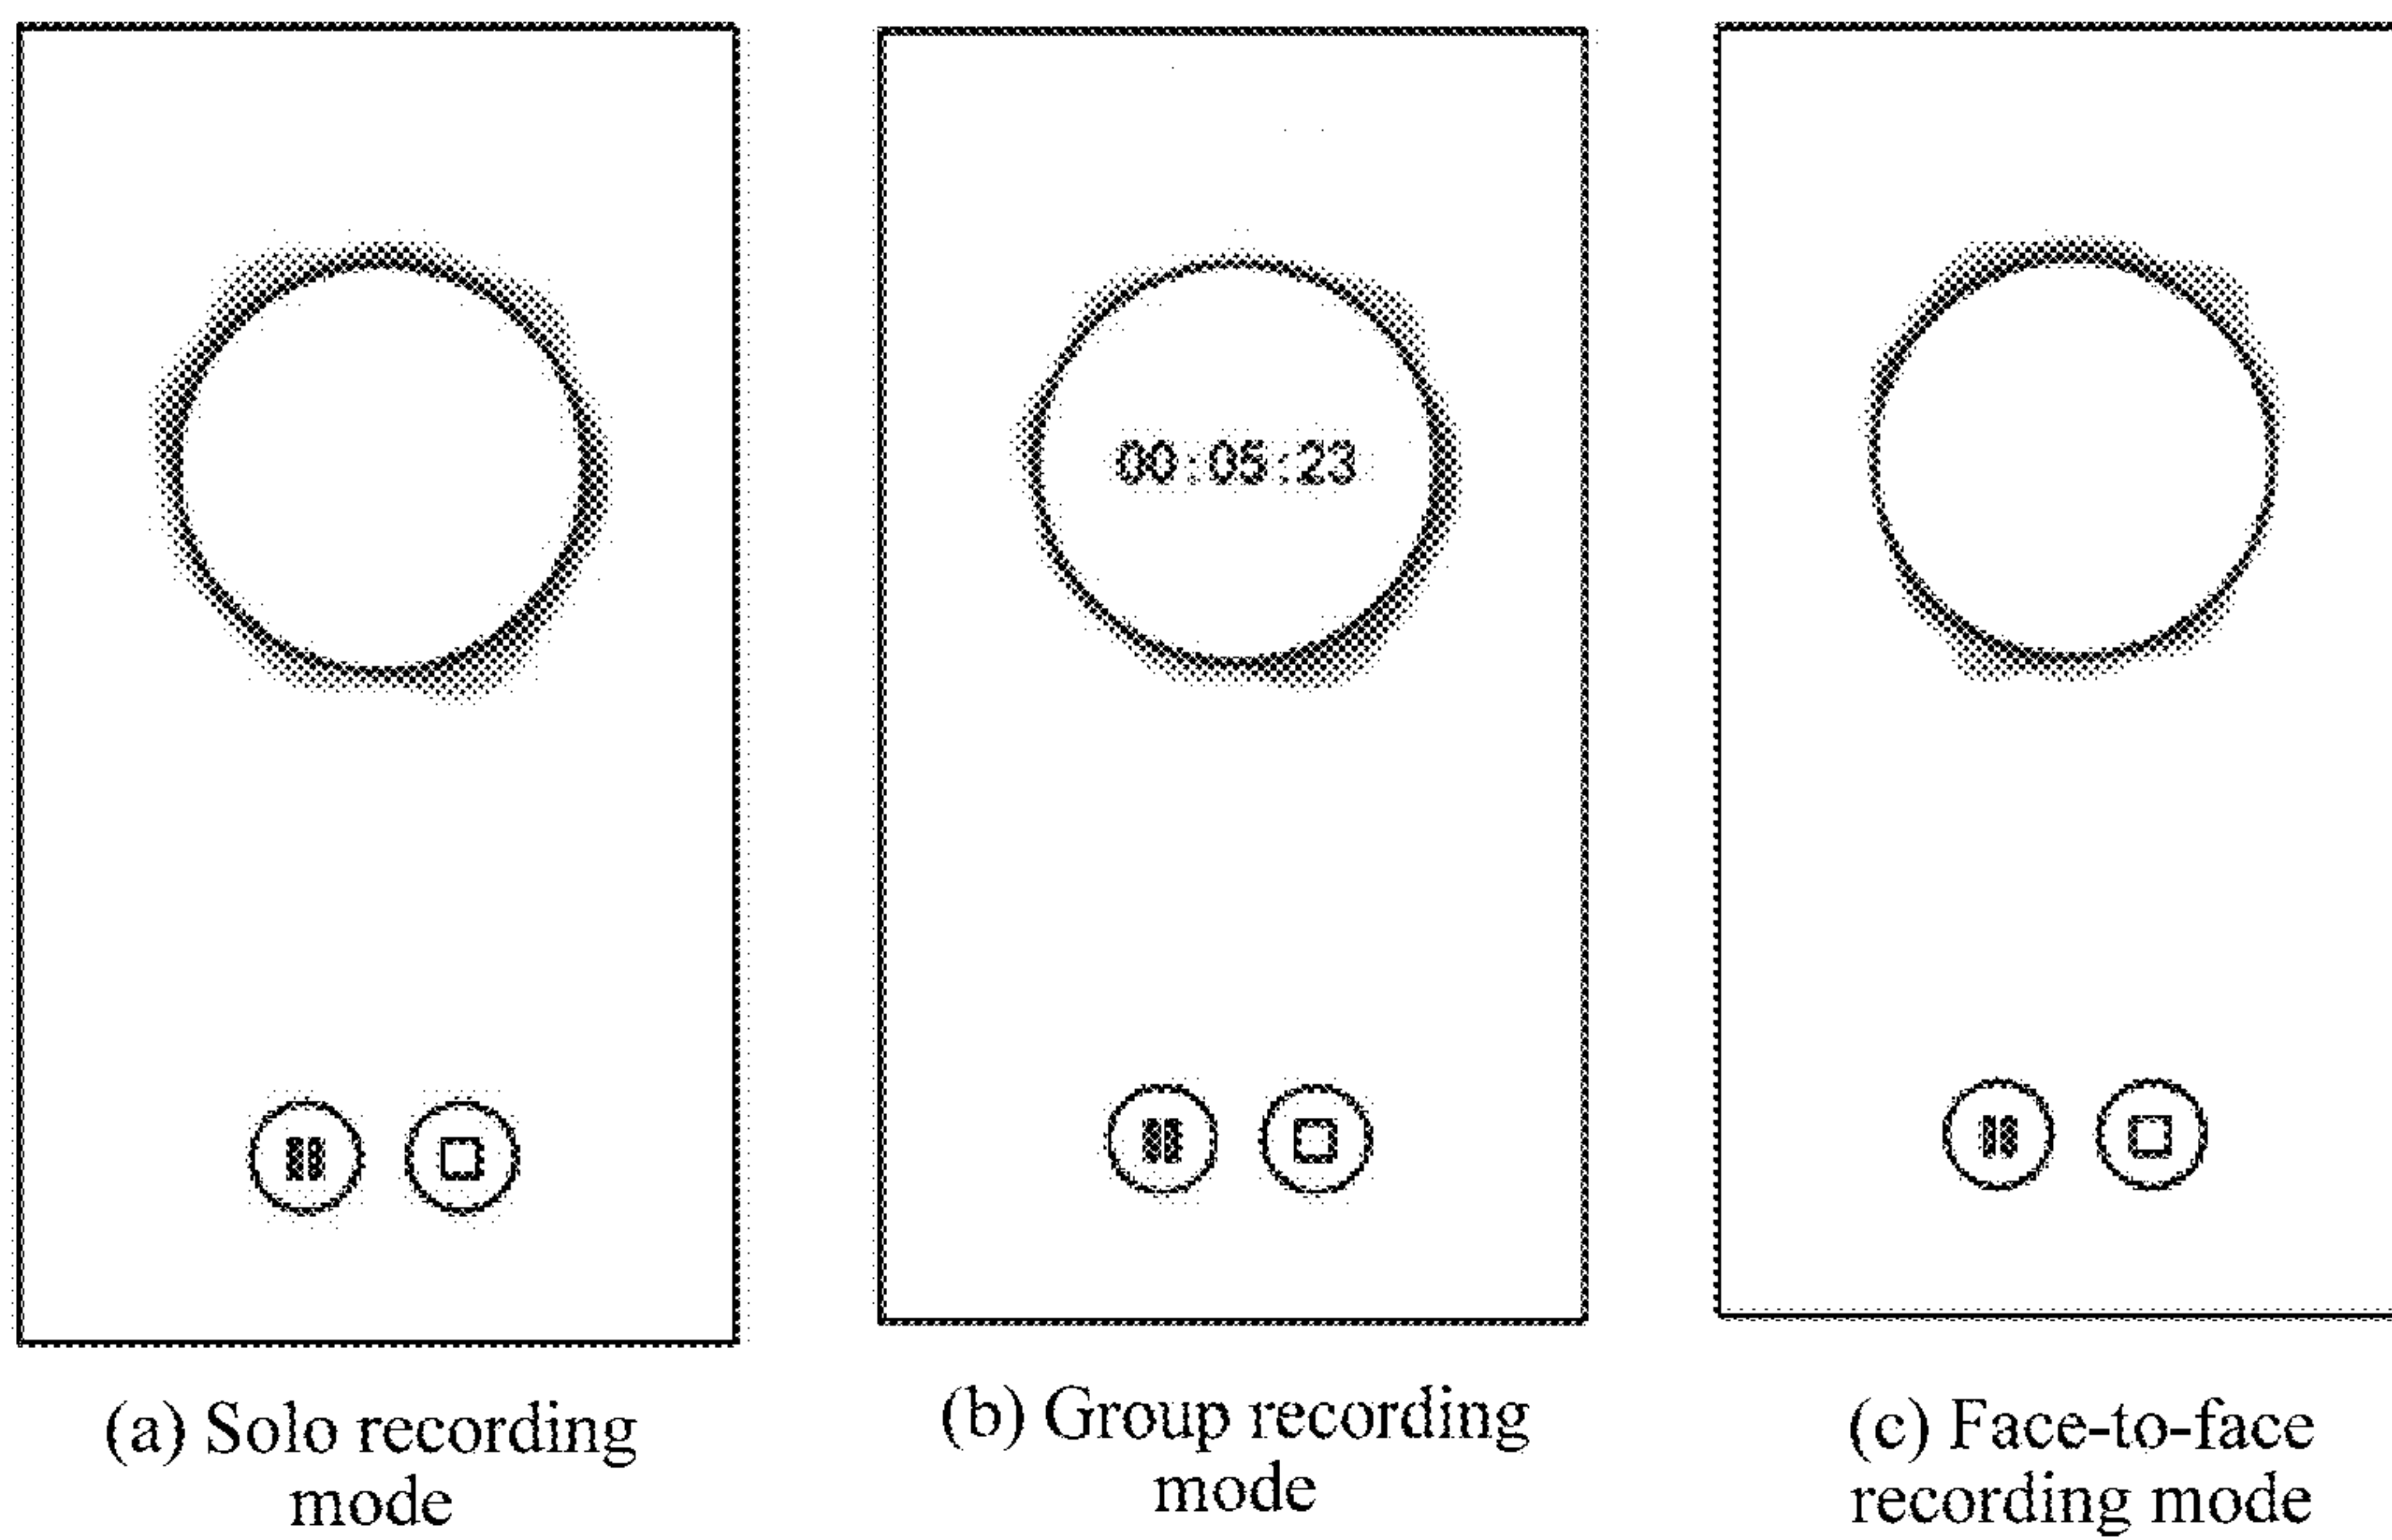 00:05:23
(a) Solo recording
mode
(b) Group recording
mode
(c) Face-to-face
recording mode